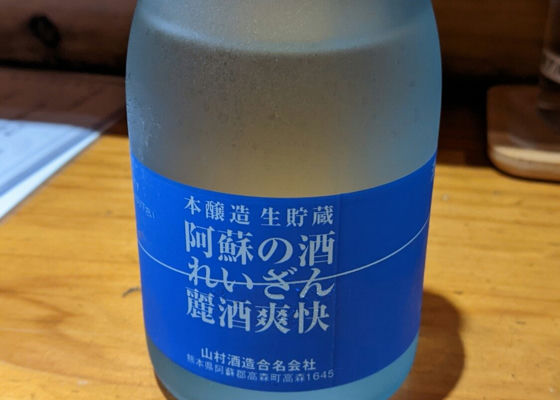 本醸造 生貯蔵
阿蘇の酒
れいざん
麗酒爽快
山村酒造合名会社
熊本県阿蘇郡高森町高森1645